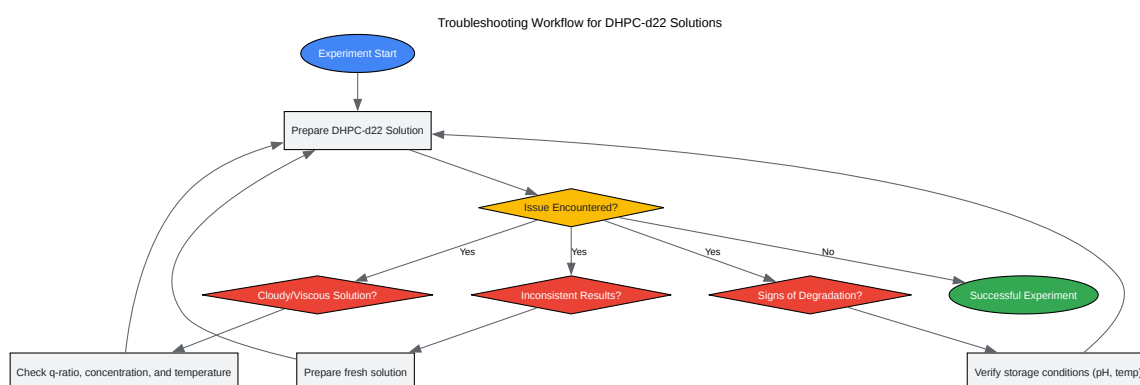 Troubleshooting Workflow for DHPC-d22 Solutions
Experiment Start
Prepare DHPC-d22 Solution
Issue Encountered?
Yes
Yes
Yes
No
Cloudy/Viscous Solution?
Inconsistent Results?
Signs of Degradation?
Successful Experiment
Check q-ratio, concentration, and temperature
Prepare fresh solution
Verify storage conditions (pH, temp)